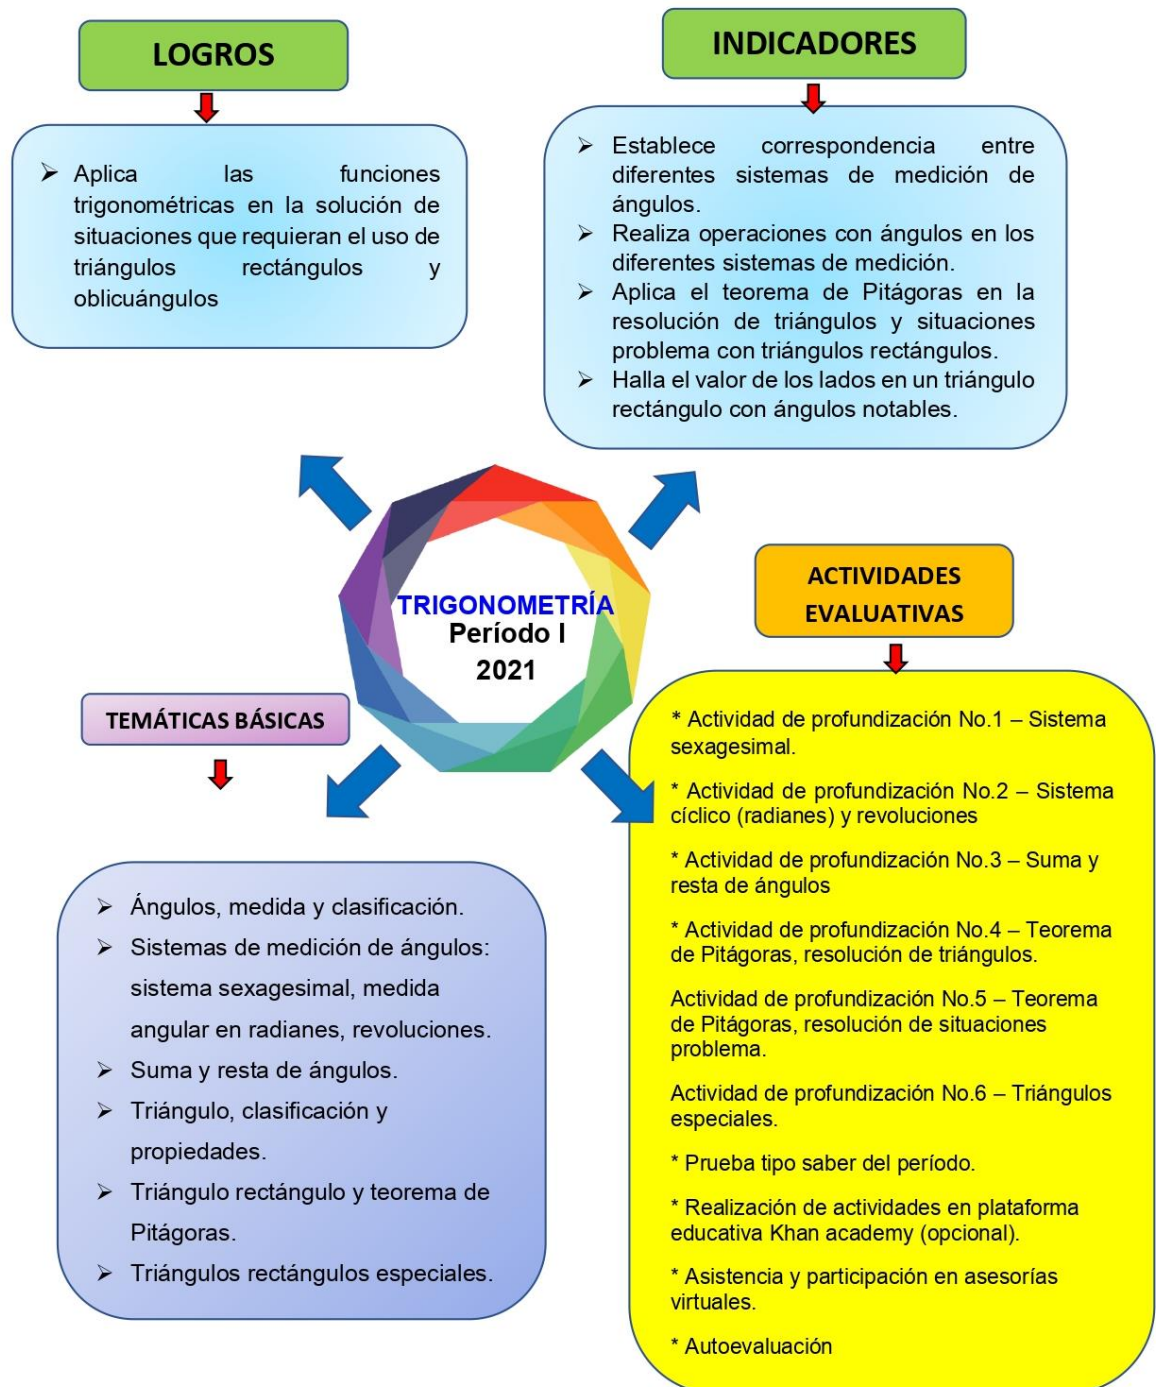 LOGROS
Aplica las funciones
trigonométricas en la solución de
situaciones que requieran el uso de
triángulos rectángulos y
oblicuángulos
INDICADORES
Establece correspondencia entre
diferentes sistemas de medición de
ángulos.
Realiza operaciones con ángulos en los
diferentes sistemas de medición.
Aplica el teorema de Pitágoras en la
resolución de triángulos y situaciones
problema con triángulos rectángulos.
Halla el valor de los lados en un triángulo
rectángulo con ángulos notables.
TRIGONOMETRÍA
Período I
2021
TEMÁTICAS BÁSICAS
Ángulos, medida y clasificación.
Sistemas de medición de ángulos:
sistema sexagesimal, medida
angular en radianes, revoluciones.
Suma y resta de ángulos.
Triángulo, clasificación y
propiedades.
Triángulo rectángulo y teorema de
Pitágoras.
Triángulos rectángulos especiales.
ACTIVIDADES
EVALUATIVAS
* Actividad de profundización No.1 – Sistema
sexagesimal.
* Actividad de profundización No.2 – Sistema
cíclico (radianes) y revoluciones
* Actividad de profundización No.3 – Suma y
resta de ángulos
* Actividad de profundización No.4 – Teorema
de Pitágoras, resolución de triángulos.
Actividad de profundización No.5 – Teorema
de Pitágoras, resolución de situaciones
problema.
Actividad de profundización No.6 – Triángulos
especiales.
* Prueba tipo saber del período.
* Realización de actividades en plataforma
educativa Khan academy (opcional).
* Asistencia y participación en asesorías
virtuales.
* Autoevaluación